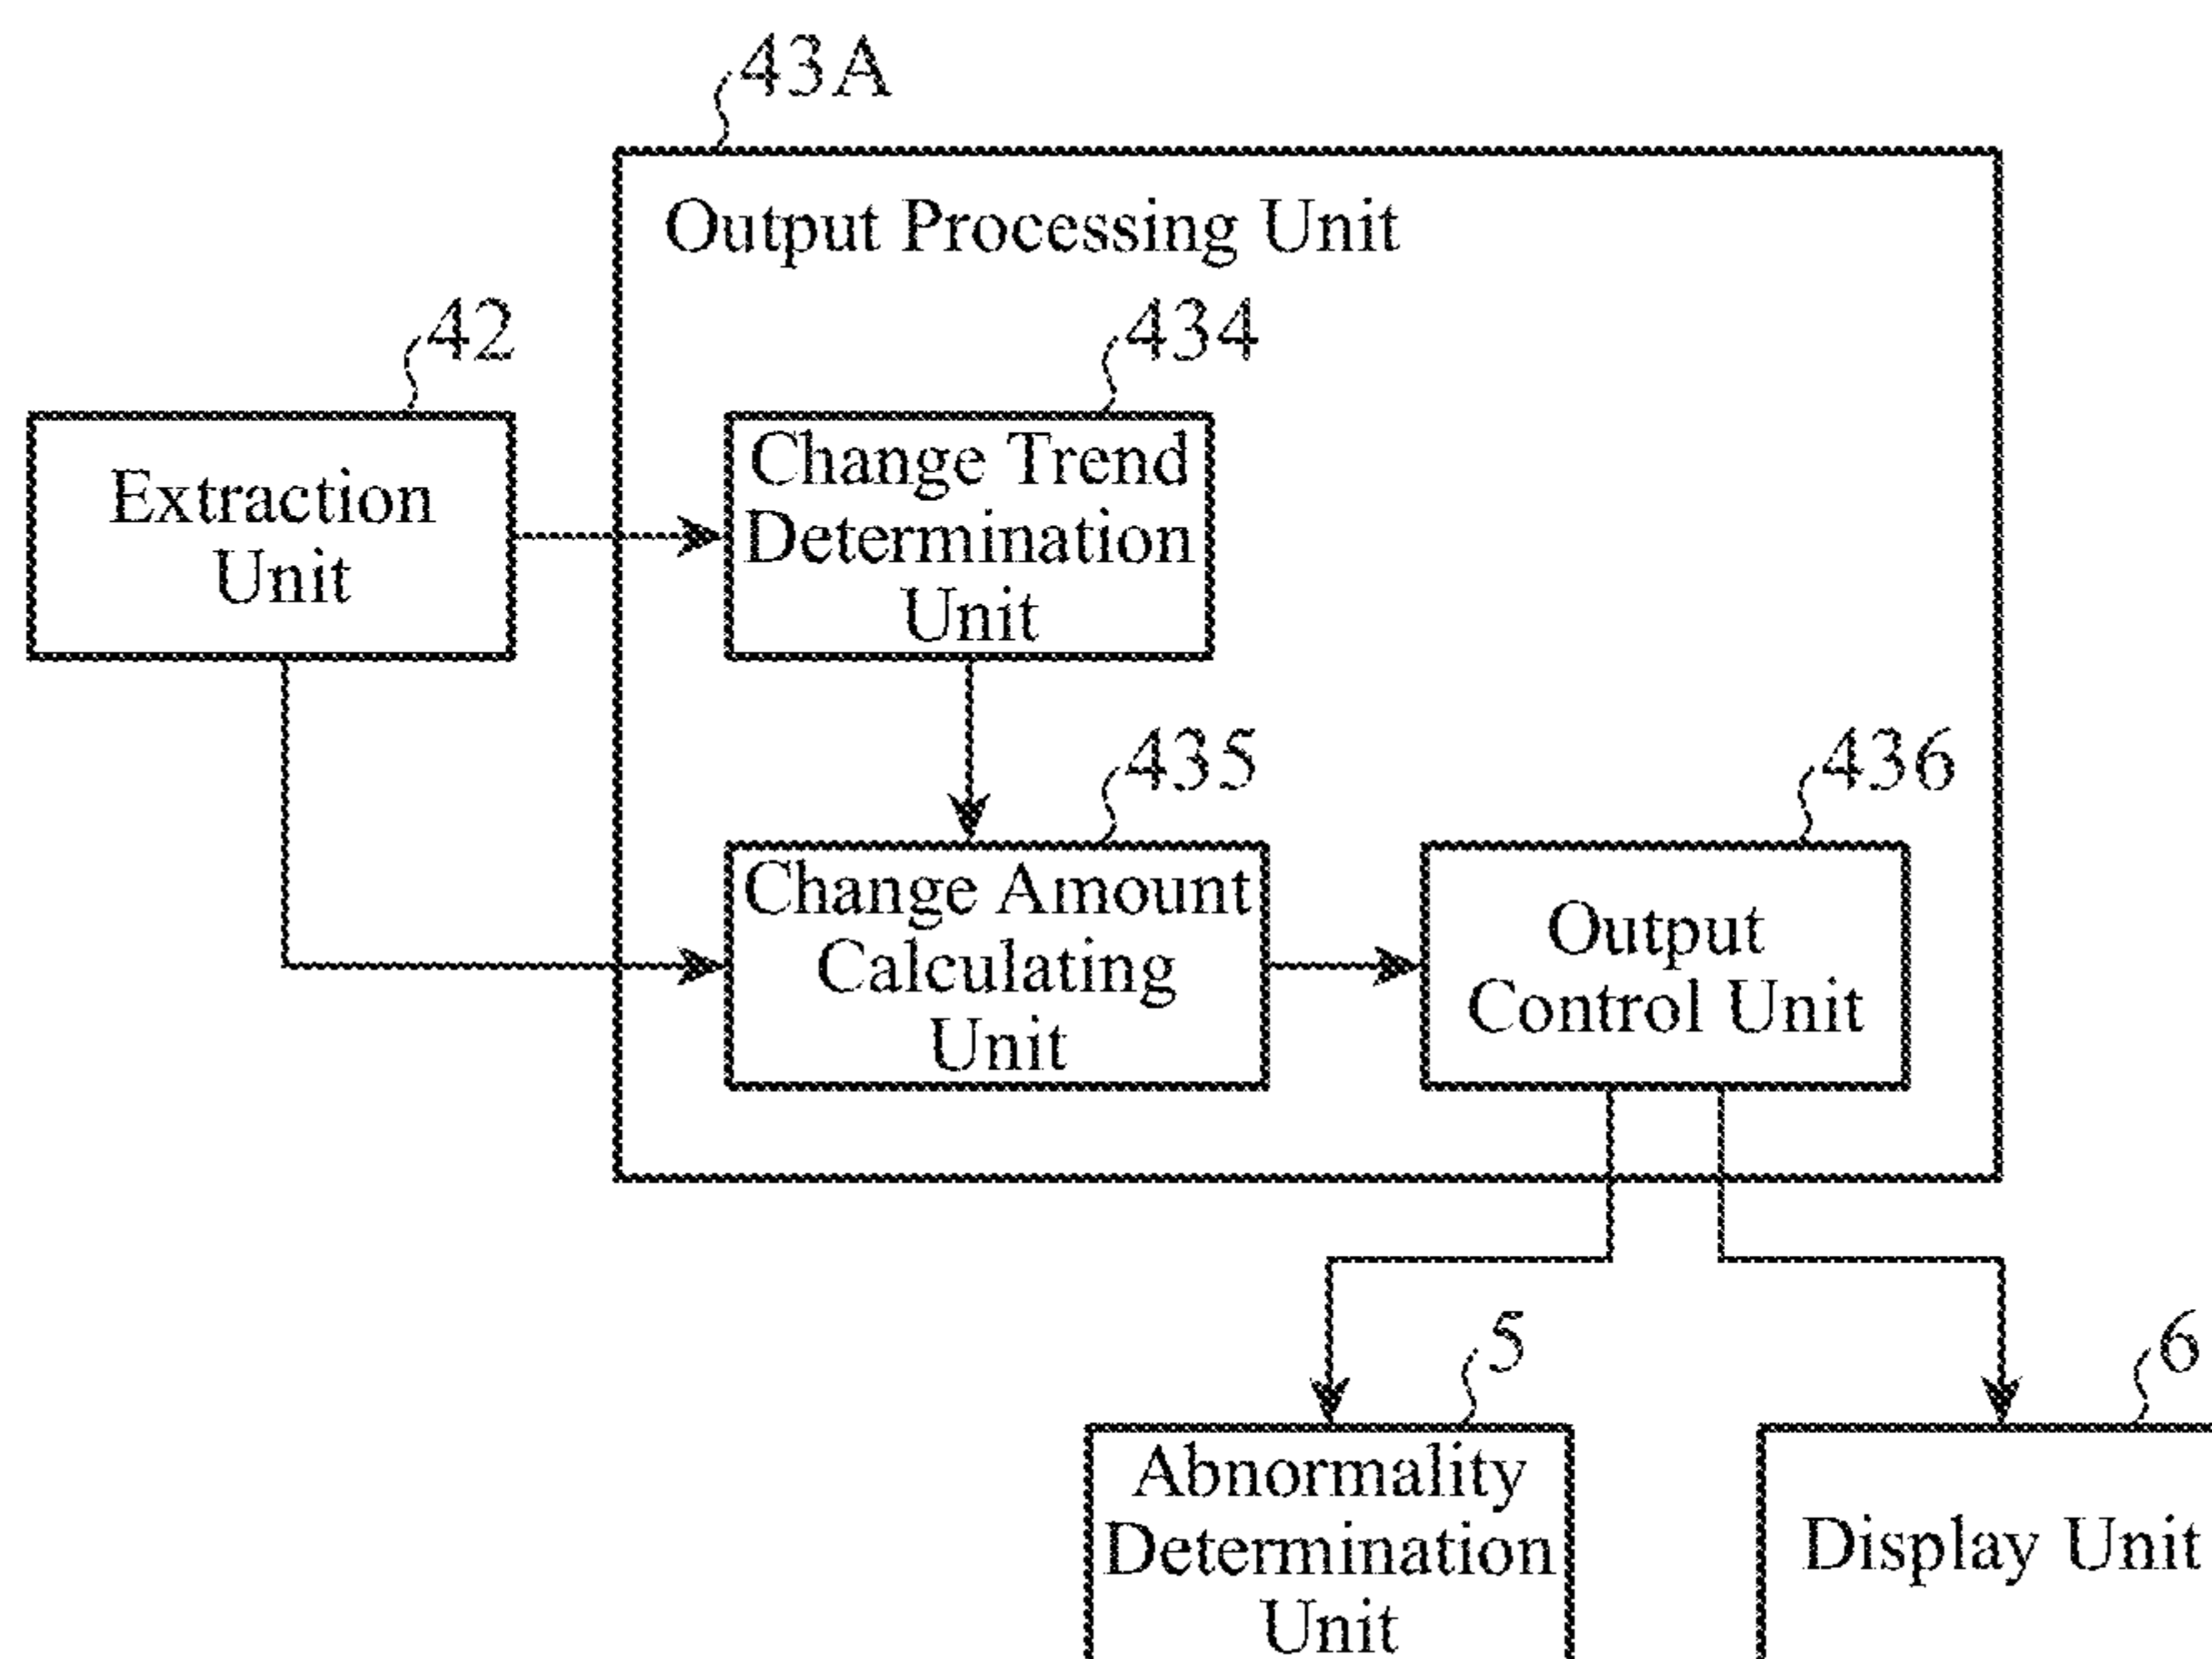 43A
Output Processing Unit
42
434
Extraction
Unit
Change Trend
Determination
Unit
435
436
Change Amount
Calculating
Unit
Output
Control Unit
5
6
Abnormality
Determination
Unit
Display Unit